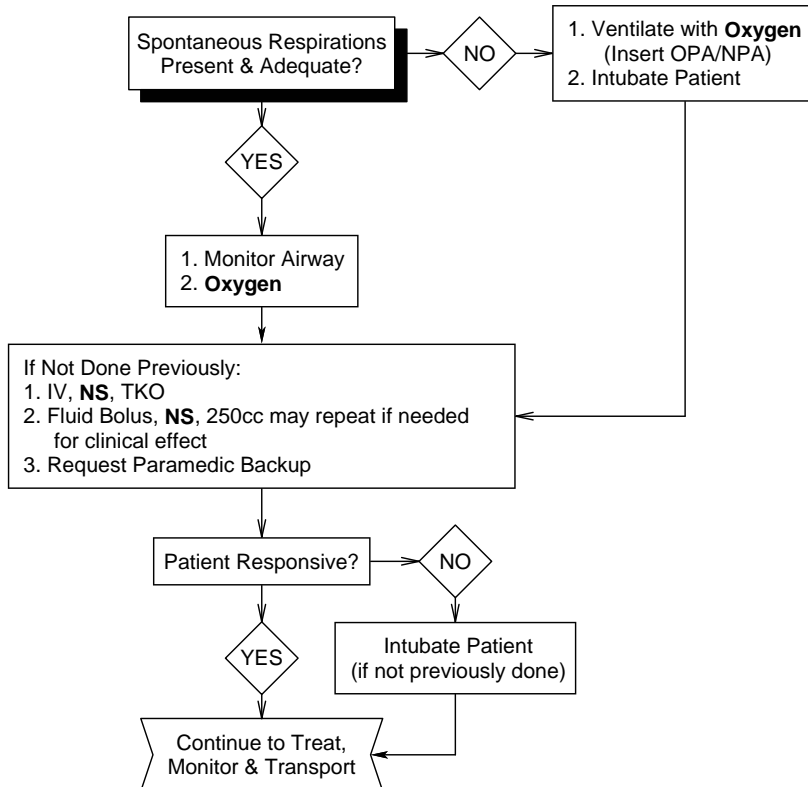 Spontaneous Respirations
Present & Adequate?
NO
1. Ventilate with Oxygen
(Insert OPA/NPA)
2. Intubate Patient
YES
1. Monitor Airway
2. Oxygen
If Not Done Previously:
1. IV, NS, TKO
2. Fluid Bolus, NS, 250cc may repeat if needed
for clinical effect
3. Request Paramedic Backup
Patient Responsive?
NO
YES
Intubate Patient
(if not previously done)
Continue to Treat,
Monitor & Transport